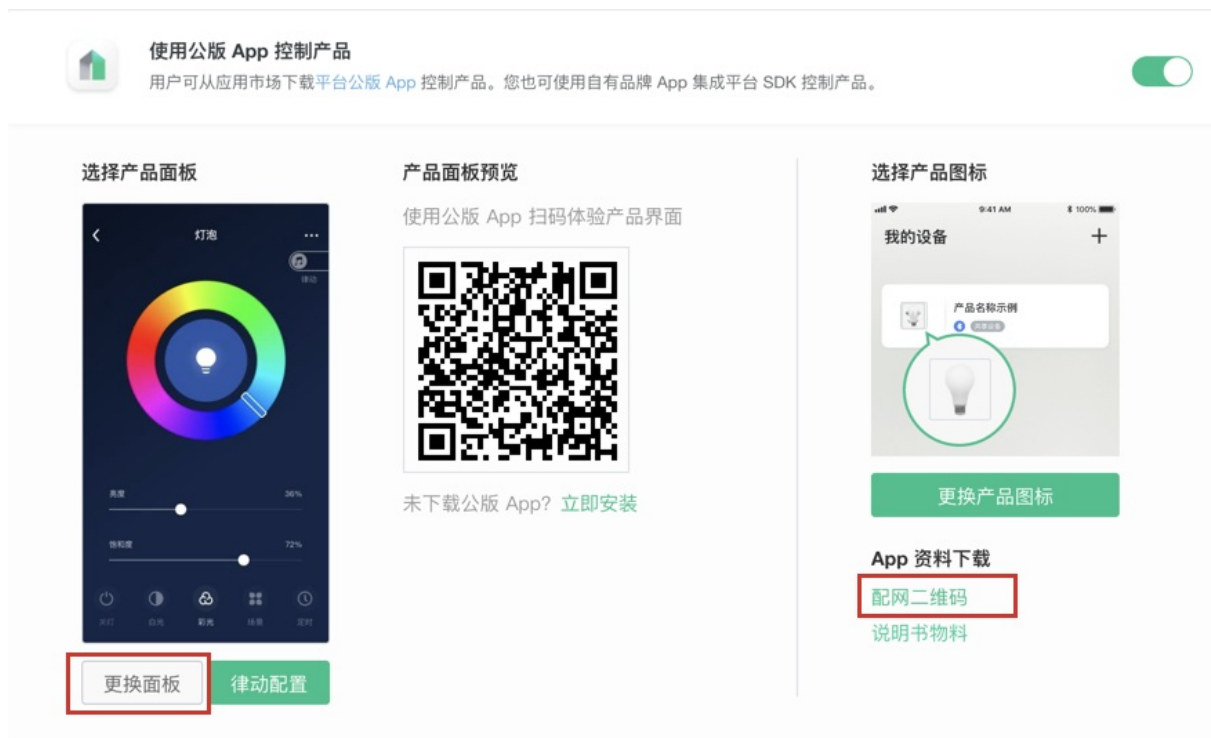 使用公版 App 控制产品
用户可从应用市场下载平台公版 App 控制产品。您也可使用自有品牌 App 集成平台 SDK 控制产品。
选择产品面板
灯泡
律动
亮度
36%
饱和度
72%
关灯
白光
彩光
场景
定时
更换面板
律动配置
产品面板预览
使用公版 App 扫码体验产品界面
未下载公版 App? 立即安装
选择产品图标
9:41 AM
100%
我的设备
产品名称示例
共享设备
更换产品图标
App 资料下载
配网二维码
说明书物料